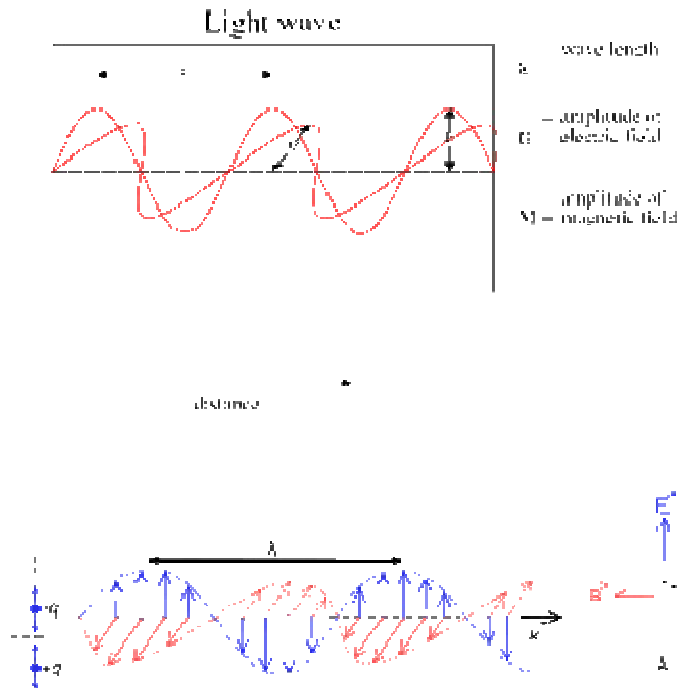 Light wave
wave length
= amplitude of
electric field
amplitude of
M = magnetic field
distance
λ
+q